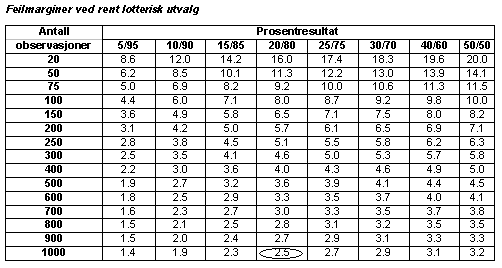 Feilmarginer ved rent lotterisk utvalg
Antall observasjoner Prosentresultat
5/95 10/90 15/85 20/80 25/75 30/70 40/60 50/50
20 8.6 12.0 14.2 16.0 17.4 18.3 19.6 20.0
50 6.2 8.5 10.1 11.3 12.2 13.0 13.9 14.1
75 5.0 6.9 8.2 9.2 10.0 10.6 11.3 11.5
100 4.4 6.0 7.1 8.0 8.7 9.2 9.8 10.0
150 3.6 4.9 5.8 6.5 7.1 7.5 8.0 8.2
200 3.1 4.2 5.0 5.7 6.1 6.5 6.9 7.1
250 2.8 3.8 4.5 5.1 5.5 5.8 6.2 6.3
300 2.5 3.5 4.1 4.6 5.0 5.3 5.7 5.8
400 2.2 3.0 3.6 4.0 4.3 4.6 4.9 5.0
500 1.9 2.7 3.2 3.6 3.9 4.1 4.4 4.5
600 1.8 2.5 2.9 3.3 3.5 3.7 4.0 4.1
700 1.6 2.3 2.7 3.0 3.3 3.5 3.7 3.8
800 1.5 2.1 2.5 2.8 3.1 3.2 3.5 3.5
900 1.5 2.0 2.4 2.7 2.9 3.1 3.3 3.3
1000 1.4 1.9 2.3 2.5 2.7 2.9 3.1 3.2